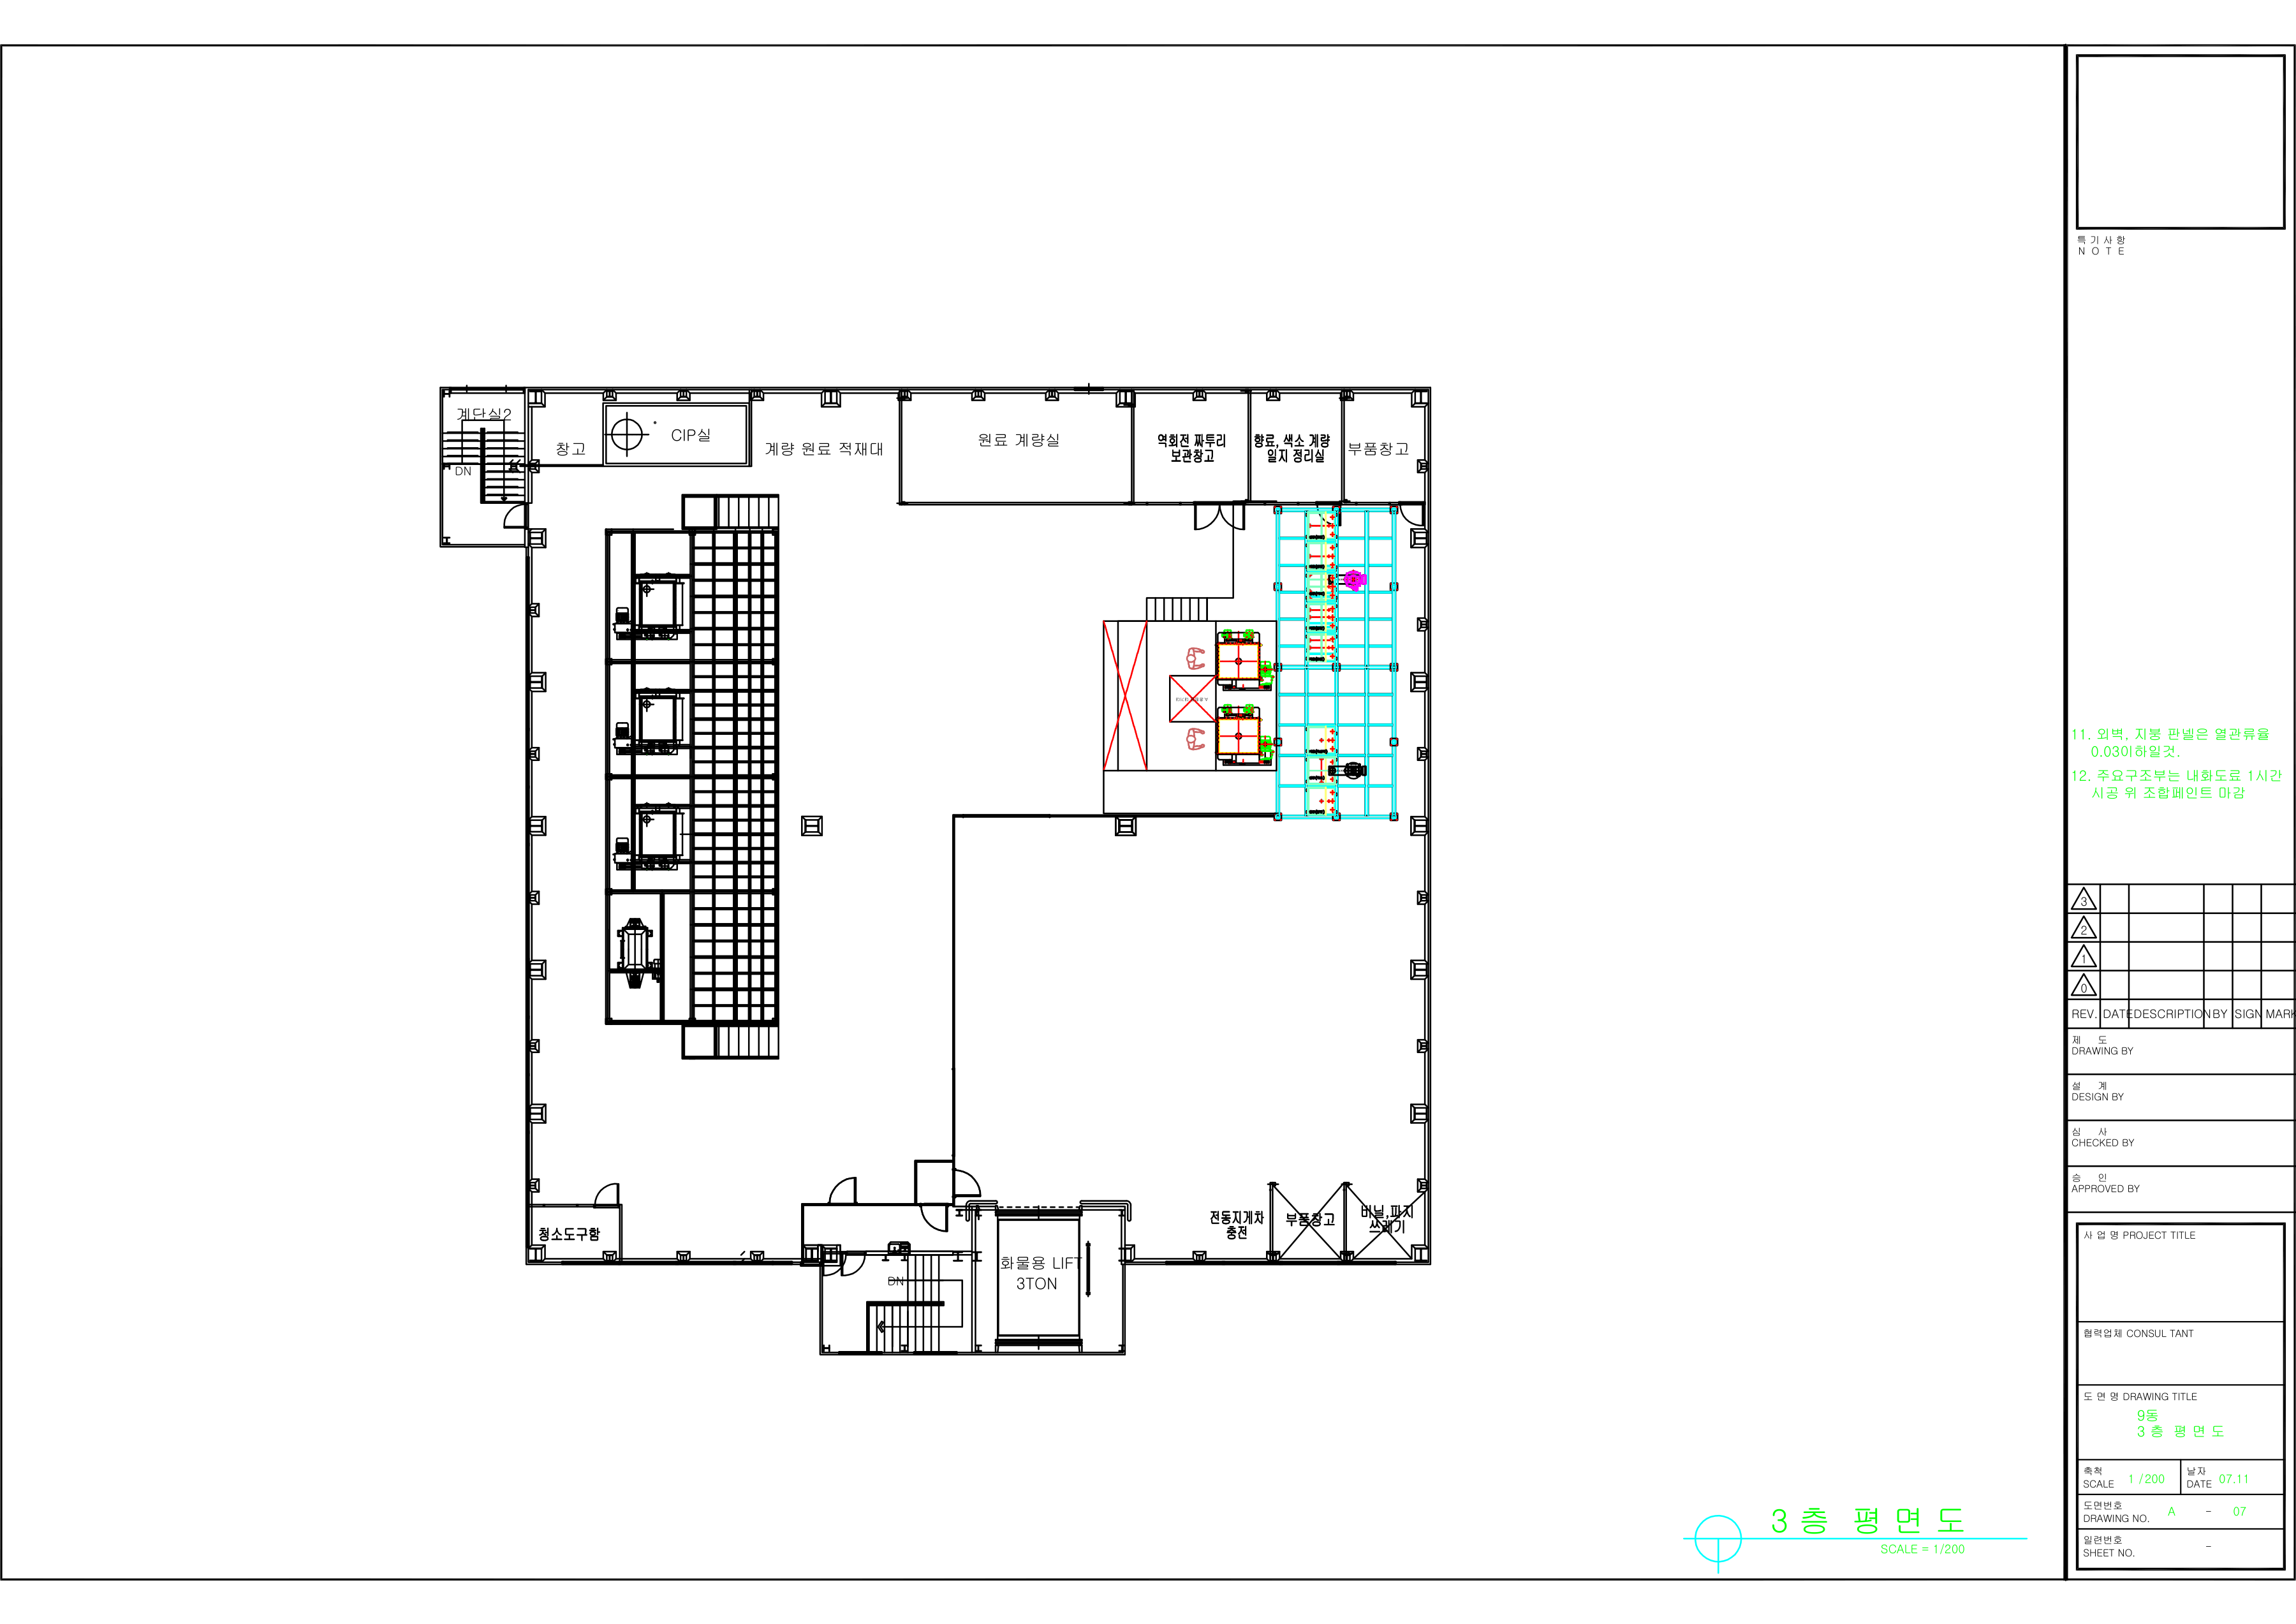 계단실2
DN
창고
CIP실
계량 원료 적재대
원료 계량실
역회전 짜투리
보관창고
향료, 색소 계량
일지 정리실
부품창고
청소도구함
DN
화물용 LIFT
3TON
전동지게차
충전
부품창고
비닐,파지
쓰레기
3 층 평 면 도
SCALE = 1/200
특 기 사 항
N O T E
11. 외벽, 지붕 판넬은 열관류율
0.03이하일것.
12. 주요구조부는 내화도료 1시간
시공 위 조합페인트 마감
3
2
1
0
REV. DATE DESCRIPTION BY SIGN MARK
제 도
DRAWING BY
설 계
DESIGN BY
심 사
CHECKED BY
승 인
APPROVED BY
사 업 명 PROJECT TITLE
협력업체 CONSUL TANT
도 면 명 DRAWING TITLE
9동
3 층 평 면 도
축척
SCALE 1 /200
날자
DATE 07.11
도면번호
DRAWING NO. A - 07
일련번호
SHEET NO. -